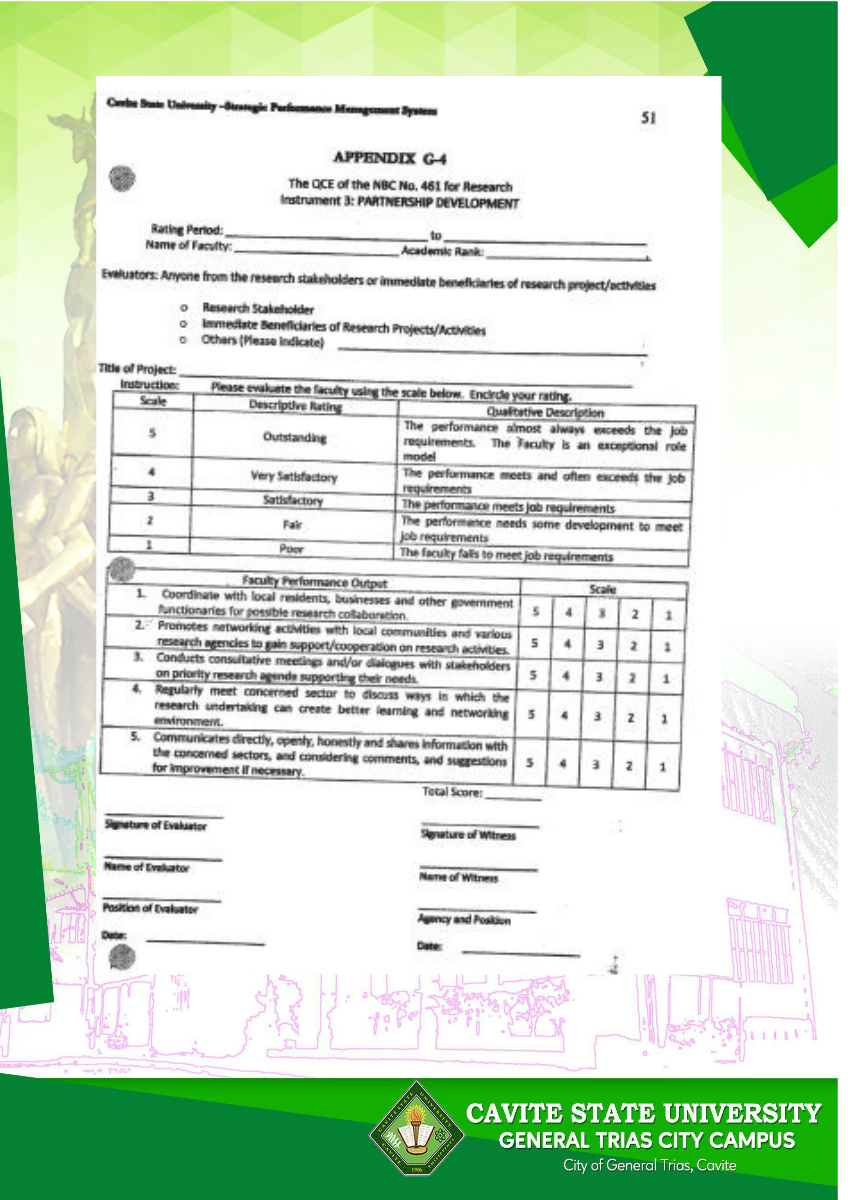 Cavite State University –Strategic Performance Management System
51
APPENDIX G-4
The QCE of the NBC No. 461 for Research
Instrument 3: PARTNERSHIP DEVELOPMENT
Rating Period: to
Name of Faculty: Academic Rank:
Evaluators: Anyone from the research stakeholders or immediate beneficiaries of research project/activities
o Research Stakeholder
o Immediate Beneficiaries of Research Projects/Activities
o Others (Please Indicate)
Title of Project:
Instruction: Please evaluate the faculty using the scale below. Encircle your rating.
Scale Descriptive Rating Qualitative Description
5 Outstanding The performance almost always exceeds the job
requirements. The Faculty is an exceptional role
model
4 Very Satisfactory The performance meets and often exceeds the job
requirements
3 Satisfactory The performance meets job requirements
2 Fair The performance needs some development to meet
job requirements
1 Poor The faculty fails to meet job requirements
Faculty Performance Output Scale
1. Coordinate with local residents, businesses and other government
functionaries for possible research collaboration. 5 4 3 2 1
2. Promotes networking activities with local communities and various
research agencies to gain support/cooperation on research activities. 5 4 3 2 1
3. Conducts consultative meetings and/or dialogues with stakeholders
on priority research agenda supporting their needs. 5 4 3 2 1
4. Regularly meet concerned sector to discuss ways in which the
research undertaking can create better learning and networking 5 4 3 2 1
environment.
5. Communicates directly, openly, honestly and shares information with
the concerned sectors, and considering comments, and suggestions 5 4 3 2 1
for improvement if necessary.
Total Score:
Signature of Evaluator Signature of Witness
Name of Evaluator Name of Witness
Position of Evaluator Agency and Position
Date: Date:
CAVITE STATE UNIVERSITY
GENERAL TRIAS CITY CAMPUS
City of General Trias, Cavite
1906